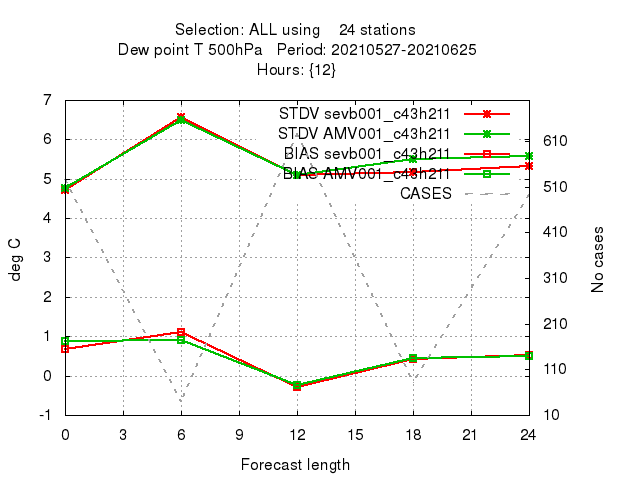 Selection: ALL using    24 stations
Dew point T 500hPa   Period: 20210527-20210625
Hours: {12}
STDV sevb001_c43h211
STDV AMV001_c43h211
BIAS sevb001_c43h211
BIAS AMV001_c43h211
CASES
7
6
5
4
3
2
1
0
-1
deg C
610
510
410
310
210
110
10
No cases
0 3 6 9 12 15 18 21 24
Forecast length